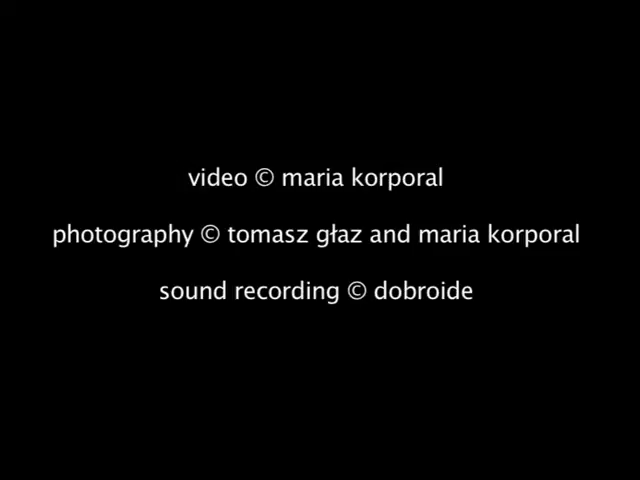 video © maria korporal
photography © tomasz głaz and maria korporal
sound recording © dobroide